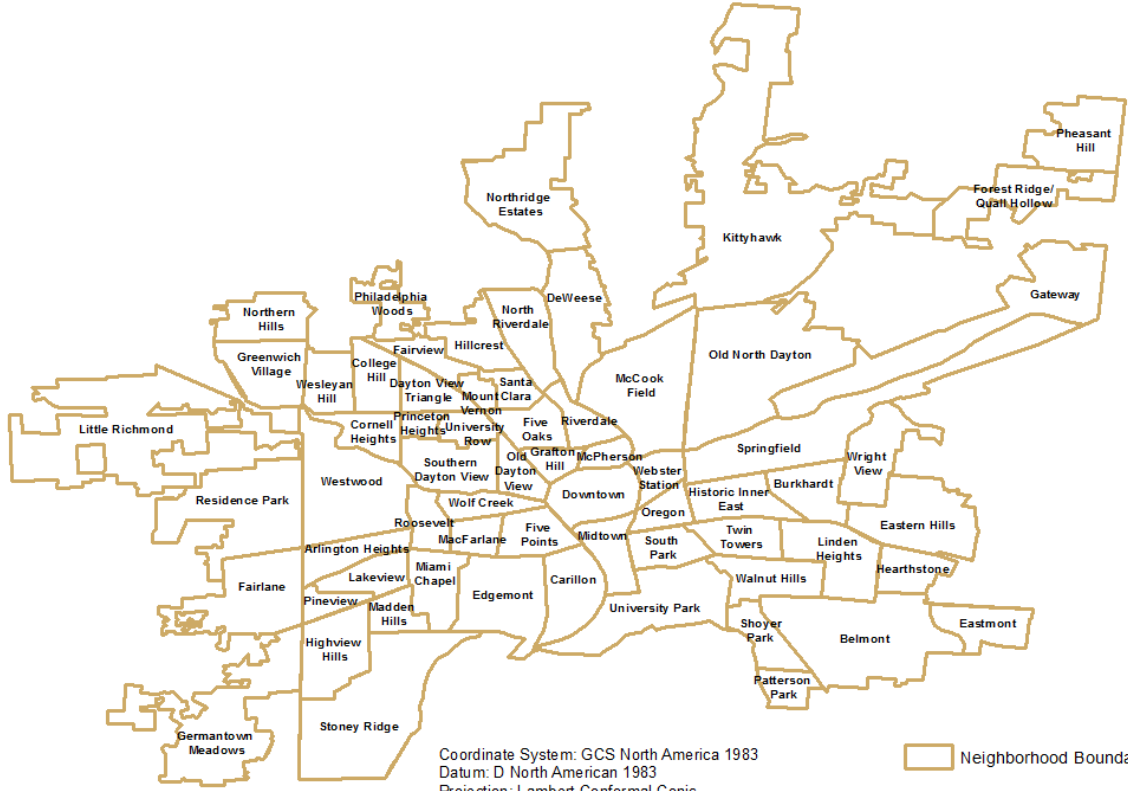 Pheasant
Hill
Forest Ridge/
Quall Hollow
Northridge
Estates
Kittyhawk
Gateway
Philadelphia
Woods
DeWeese
Northern
Hills
North
Riverdale
Fairview
Hillcrest
Old North Dayton
Greenwich
Village
College
Hill
Wesleyan
Hill
Dayton View
Triangle
Mount
Vernon
Santa
Clara
McCook
Field
Little Richmond
Cornell
Heights
Princeton
Heights
University
Row
Five
Oaks
Riverdale
Springfield
Wright
View
Grafton
Hill
McPherson
Old
Dayton
View
Southern
Dayton View
Westwood
Webster
Station
Burkhardt
Residence Park
Downtown
Historic Inner
East
Wolf Creek
Oregon
Roosevelt
Eastern Hills
MacFarlane
Five
Points
Midtown
South
Park
Twin
Towers
Linden
Heights
Arlington Heights
Miami
Chapel
Hearthstone
Lakeview
Carillon
Walnut Hills
Fairlane
Edgemont
Pineview
Madden
Hills
University Park
Shoyer
Park
Eastmont
Belmont
Highview
Hills
Patterson
Park
Stoney Ridge
Germantown
Meadows
Coordinate System: GCS North America 1983
Datum: D North American 1983
Projection: Lambert Conformal Conic
Neighborhood Bounda